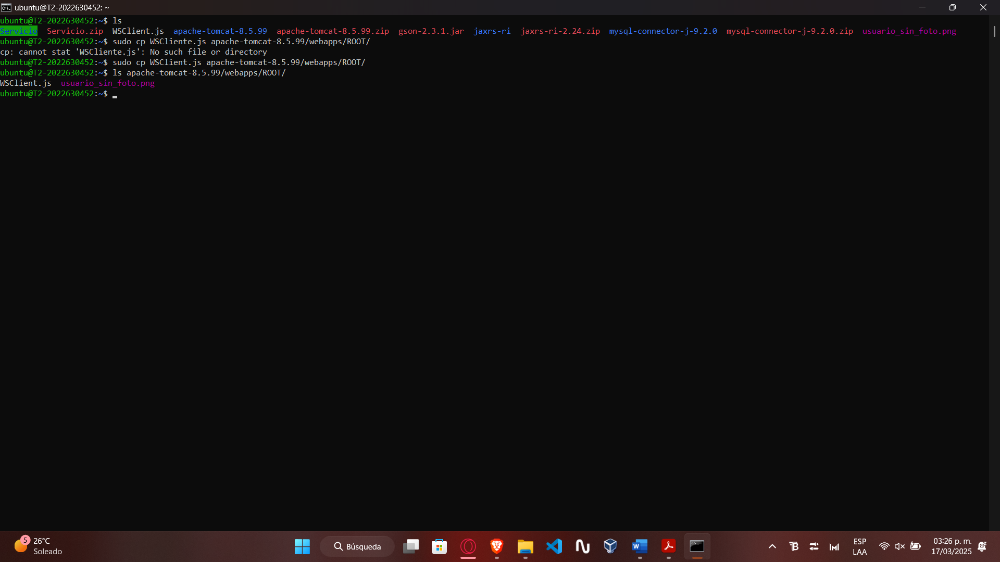 ubuntu@T2-2022630452: ~
ubuntu@T2-2022630452:~$ ls
Servicio  Servicio.zip  WSClient.js  apache-tomcat-8.5.99  apache-tomcat-8.5.99.zip  gson-2.3.1.jar  jaxrs-ri  jaxrs-ri-2.24.zip  mysql-connector-j-9.2.0  mysql-connector-j-9.2.0.zip  usuario_sin_foto.png
ubuntu@T2-2022630452:~$ sudo cp WSCliente.js apache-tomcat-8.5.99/webapps/ROOT/
cp: cannot stat 'WSCliente.js': No such file or directory
ubuntu@T2-2022630452:~$ sudo cp WSClient.js apache-tomcat-8.5.99/webapps/ROOT/
ubuntu@T2-2022630452:~$ ls apache-tomcat-8.5.99/webapps/ROOT/
WSClient.js  usuario_sin_foto.png
ubuntu@T2-2022630452:~$
5
26°C
Soleado
Búsqueda
ESP
LAA
03:26 p. m.
17/03/2025